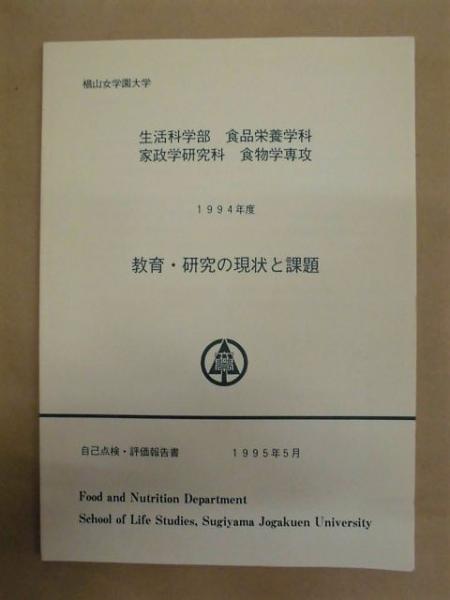 椙山女学園大学
生活科学部　食品栄養学科
家政学研究科　食物学専攻
1994年度
教育・研究の現状と課題
自己点検・評価報告書　1995年5月
Food and Nutrition Department
School of Life Studies, Sugiyama Jogakuen University